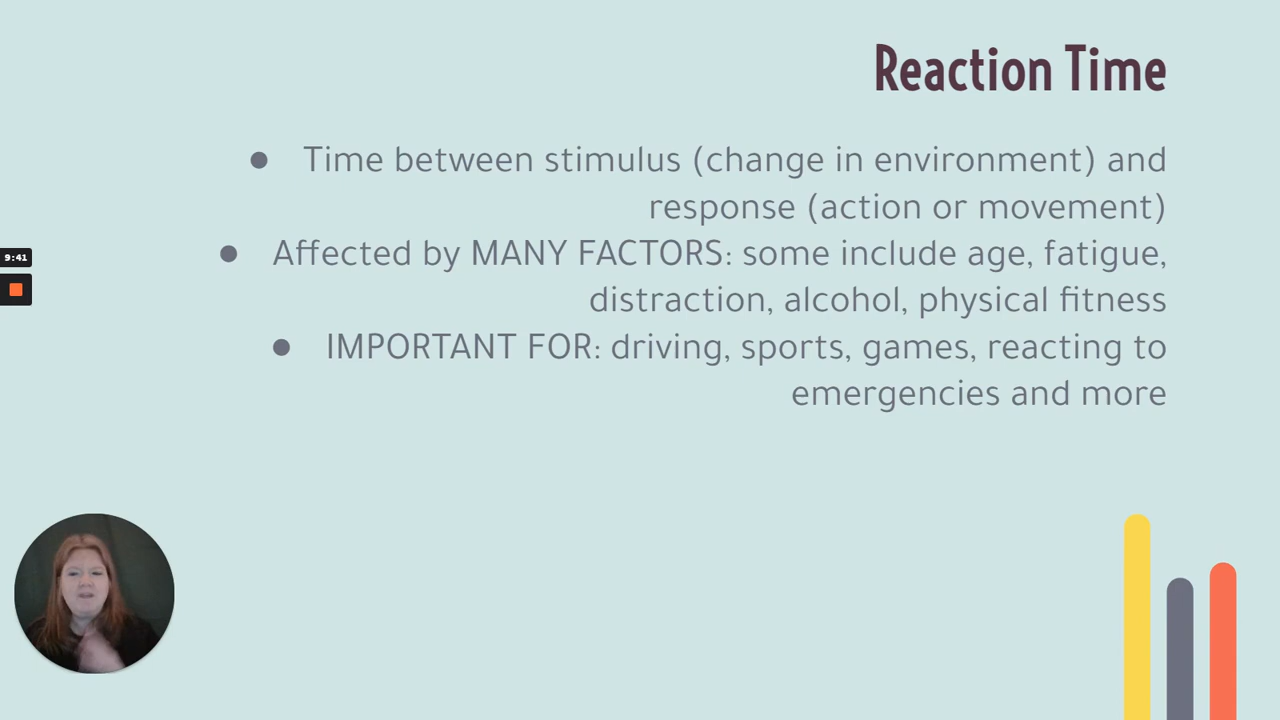 Reaction Time
● Time between stimulus (change in environment) and
response (action or movement)
● Affected by MANY FACTORS: some include age, fatigue,
distraction, alcohol, physical fitness
● IMPORTANT FOR: driving, sports, games, reacting to
emergencies and more
9:41